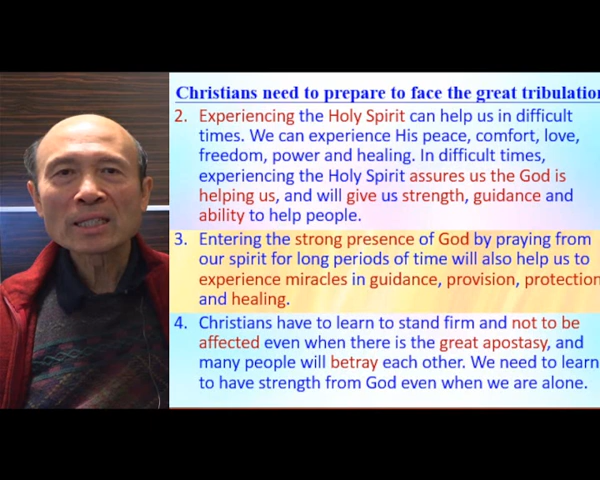 Christians need to prepare to face the great tribulation
2. Experiencing the Holy Spirit can help us in difficult
times. We can experience His peace, comfort, love,
freedom, power and healing. In difficult times,
experiencing the Holy Spirit assures us the God is
helping us, and will give us strength, guidance and
ability to help people.
3. Entering the strong presence of God by praying from
our spirit for long periods of time will also help us to
experience miracles in guidance, provision, protection
and healing.
4. Christians have to learn to stand firm and not to be
affected even when there is the great apostasy, and
many people will betray each other. We need to learn
to have strength from God even when we are alone.